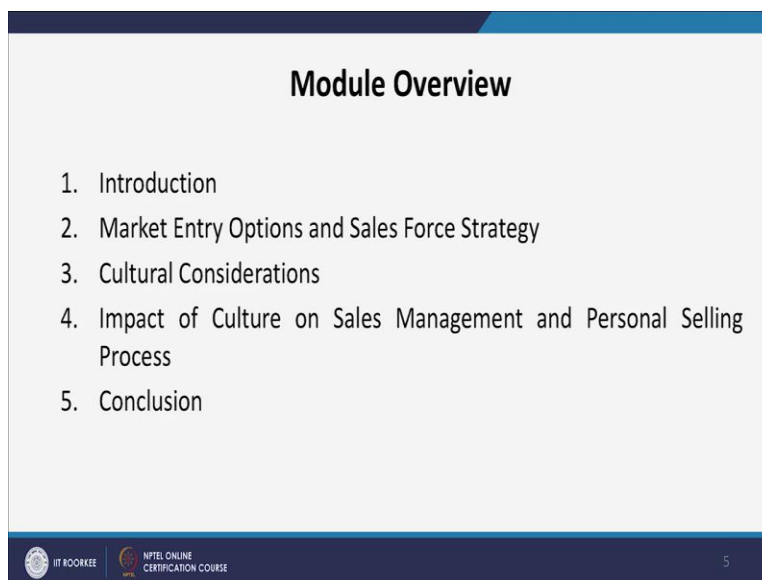 Module Overview
1. Introduction
2. Market Entry Options and Sales Force Strategy
3. Cultural Considerations
4. Impact of Culture on Sales Management and Personal Selling
Process
5. Conclusion
IIT ROORKEE
NPTEL ONLINE
CERTIFICATION COURSE
5